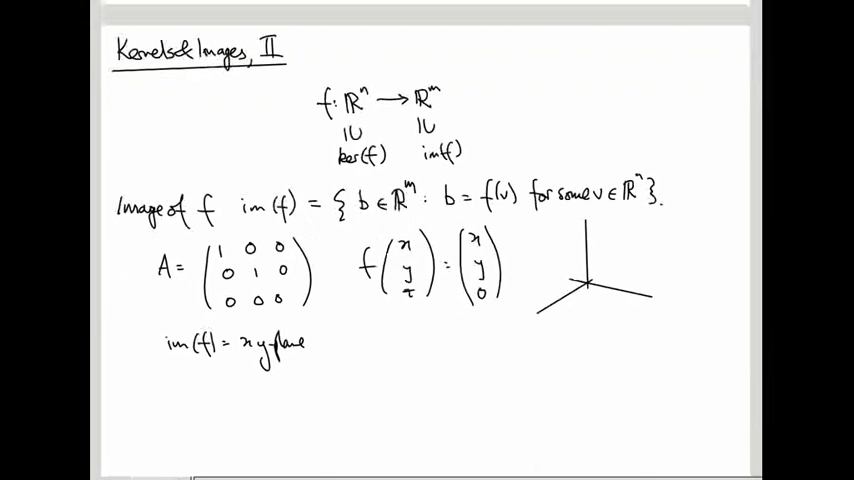 Kernels & Images, II
f: ℝⁿ → ℝᵐ
∪ ∪
ker(f) im(f)
Image of f im(f) = { b ∈ ℝᵐ : b = f(v) for some v ∈ ℝⁿ }.
A = ( 1 0 0 ; 0 1 0 ; 0 0 0 ) f ( x ; y ; z ) = ( x ; y ; 0 )
im(f) = xy-plane